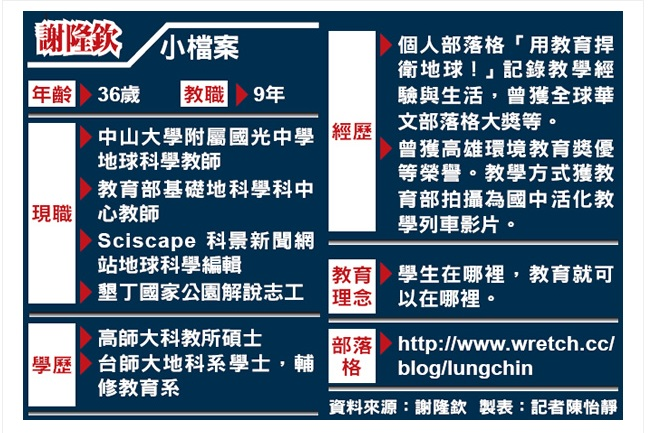 謝隆欽 小檔案
年齡 36歲 教職 9年
現職
中山大學附屬國光中學
地球科學教師
教育部基礎地科學科中
心教師
Sciscape 科景新聞網
站地球科學編輯
墾丁國家公園解說志工
學歷
高師大科教所碩士
台師大地科系學士，輔
修教育系
經歷
個人部落格「用教育捍
衛地球！」記錄教學經
驗與生活，曾獲全球華
文部落格大獎等。
曾獲高雄環境教育獎優
等榮譽。教學方式獲教
育部拍攝為國中活化教
學列車影片。
教育
理念
學生在哪裡，教育就可
以在哪裡。
部落
格
http://www.wretch.cc/
blog/lungchin
資料來源：謝隆欽 製表：記者陳怡靜